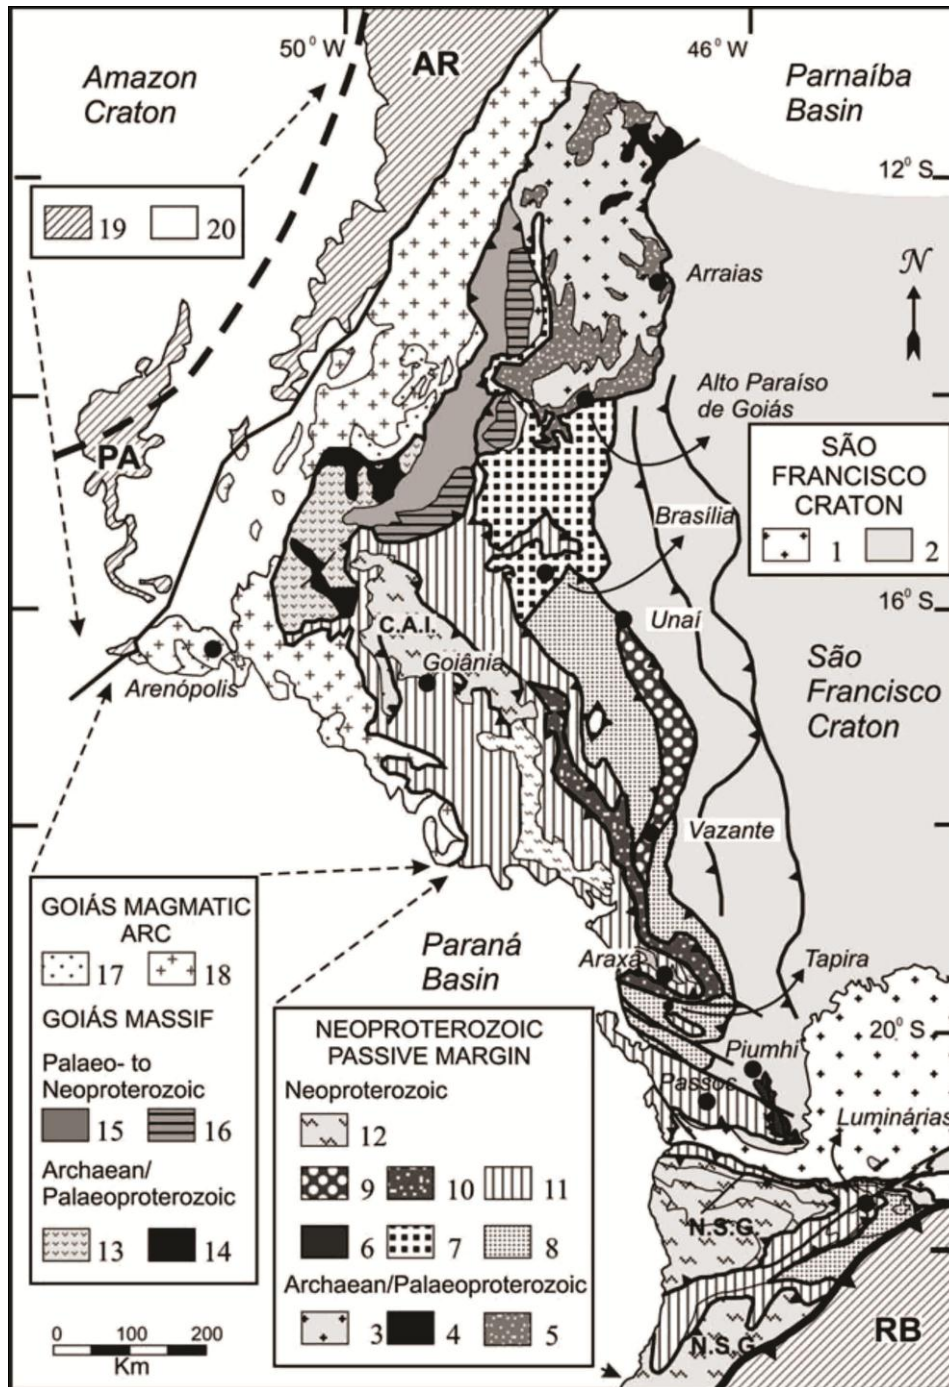 50° W
46° W
AR
Amazon
Craton
Parnaíba
Basin
12° S
19
20
N
Arraias
Alto Paraíso
de Goiás
PA
SÃO
FRANCISCO
CRATON
1
2
Brasília
16° S
Unaí
C.A.I.
Goiânia
São
Francisco
Craton
Arenópolis
Vazante
GOIÁS MAGMATIC
ARC
17
18
GOIÁS MASSIF
Palaeo- to
Neoproterozoic
15
16
Archaean/
Palaeoproterozoic
13
14
Paraná
Basin
Araxá
Tapira
20° S
Piumhi
Passos
Luminárias
NEOPROTEROZOIC
PASSIVE MARGIN
Neoproterozoic
12
9
10
11
6
7
8
Archaean/Palaeoproterozoic
3
4
5
N.S.G.
N.S.G.
RB
0
100
200
Km